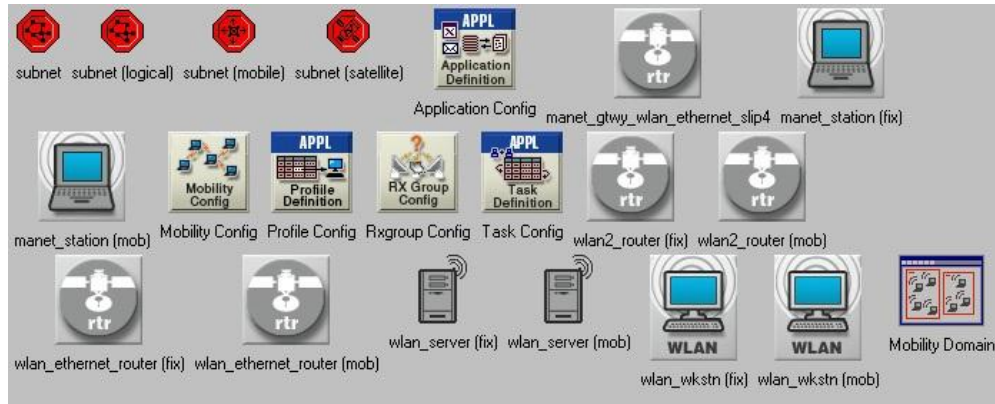 subnet subnet (logical) subnet (mobile) subnet (satellite)
APPL
Application
Definition
Application Config
rtr
manet_gtwy_wlan_ethernet_slip4
manet_station (fix)
manet_station (mob)
Mobility
Config
Mobility Config
APPL
Profiile
Definition
Profile Config
RX Group
Config
Rxgroup Config
APPL
Task
Definition
Task Config
rtr
wlan2_router (fix)
rtr
wlan2_router (mob)
rtr
wlan_ethernet_router (fix)
rtr
wlan_ethernet_router (mob)
wlan_server (fix)
wlan_server (mob)
WLAN
wlan_wkstn (fix)
WLAN
wlan_wkstn (mob)
Mobility Domain